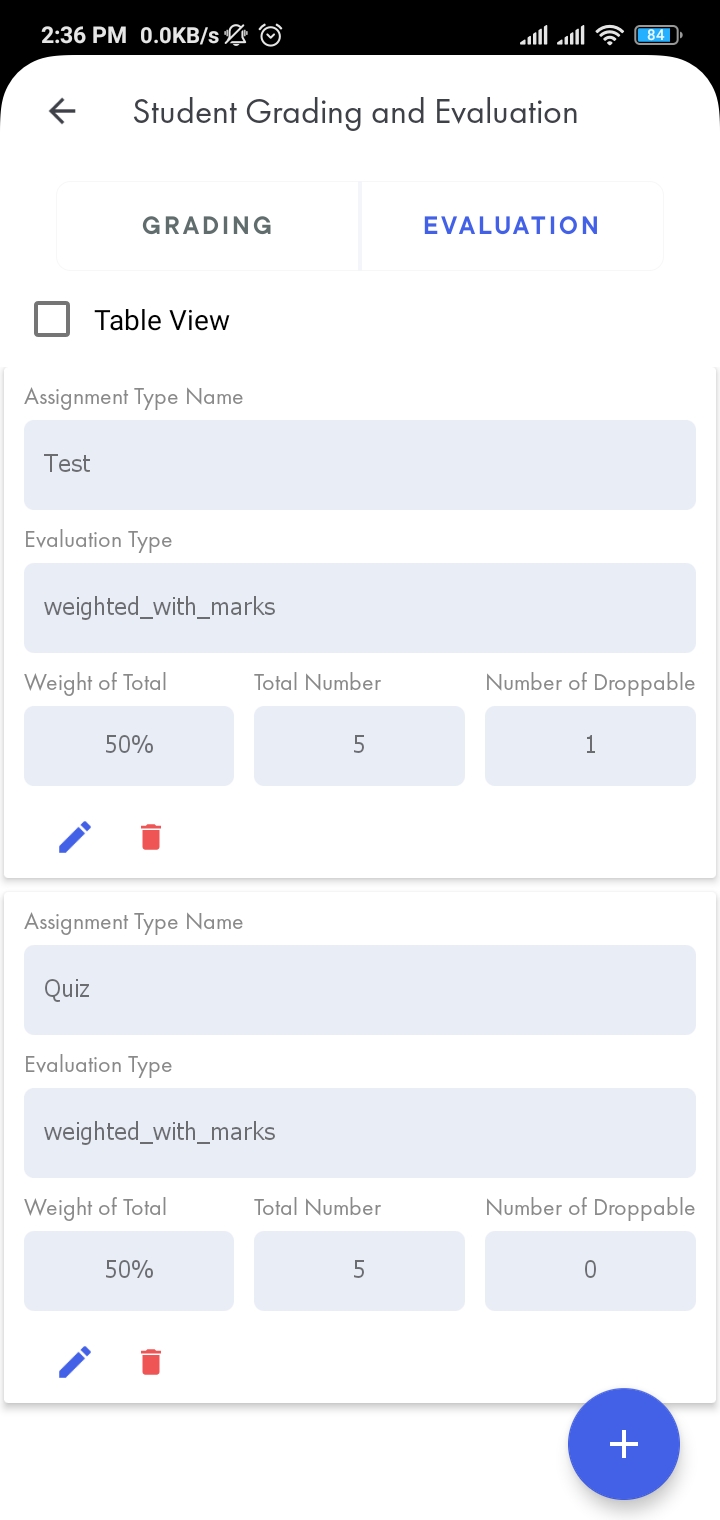 2:36 PM 0.0KB/s 84
Student Grading and Evaluation
GRADING EVALUATION
Table View
Assignment Type Name
Test
Evaluation Type
weighted_with_marks
Weight of Total Total Number Number of Droppable
50% 5 1
Assignment Type Name
Quiz
Evaluation Type
weighted_with_marks
Weight of Total Total Number Number of Droppable
50% 5 0